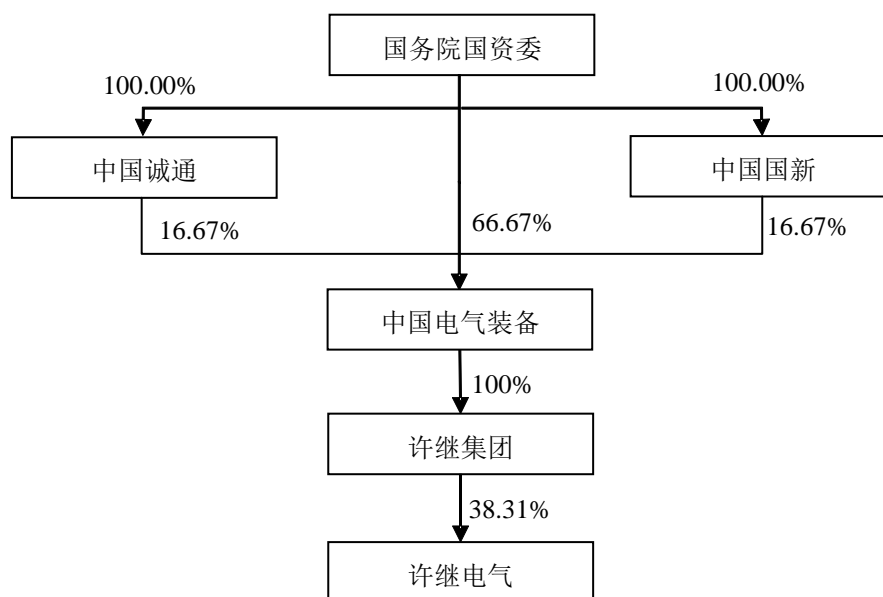 国务院国资委
100.00%
100.00%
中国诚通
中国国新
16.67%
66.67%
16.67%
中国电气装备
100%
许继集团
38.31%
许继电气